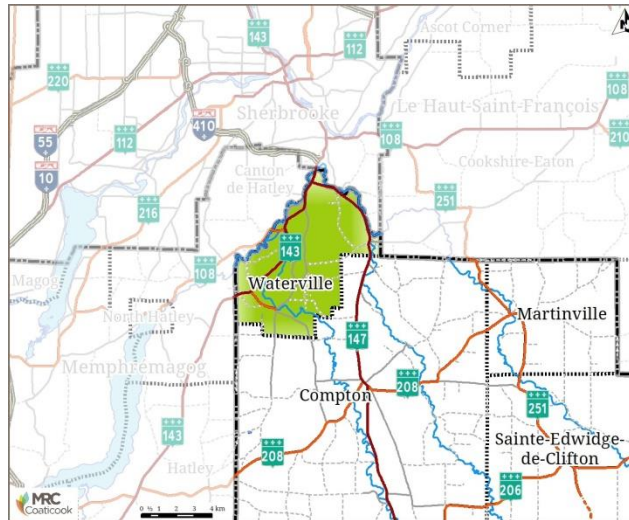 143
112
Ascot Corner
220
Sherbrooke
Le Haut-Saint-François
108
55
410
112
108
210
10
Canton
de Hatley
Cookshire-Eaton
216
251
143
108
Magog
Waterville
North Hatley
Martinville
147
Memphremagog
208
Compton
251
143
Sainte-Edwidge-
de-Clifton
Hatley
208
206
MRC
Coaticook
0 ½ 1 2 3 4 km